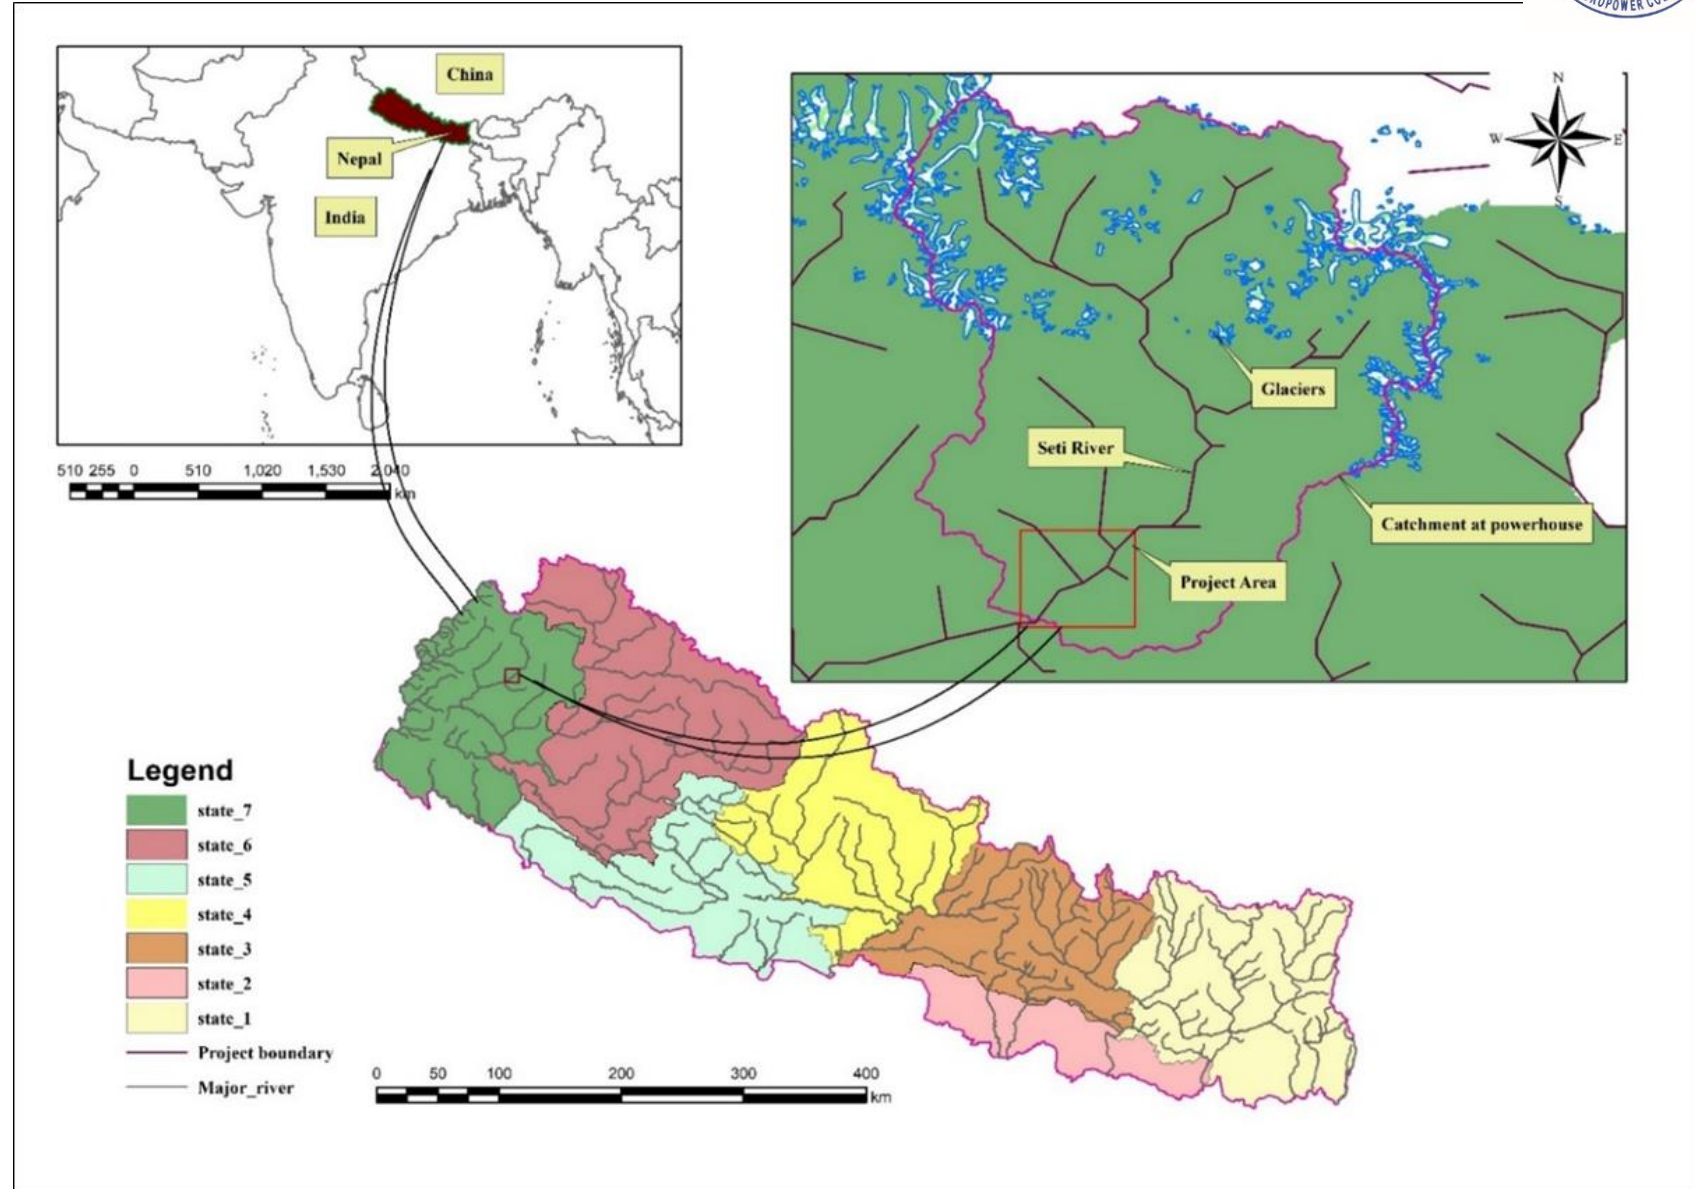 China
Nepal
India
510 255 0 510 1,020 1,530 2,040
km
N
W E
S
Glaciers
Seti River
Catchment at powerhouse
Project Area
Legend
state_7
state_6
state_5
state_4
state_3
state_2
state_1
Project boundary
Major_river
0 50 100 200 300 400
km